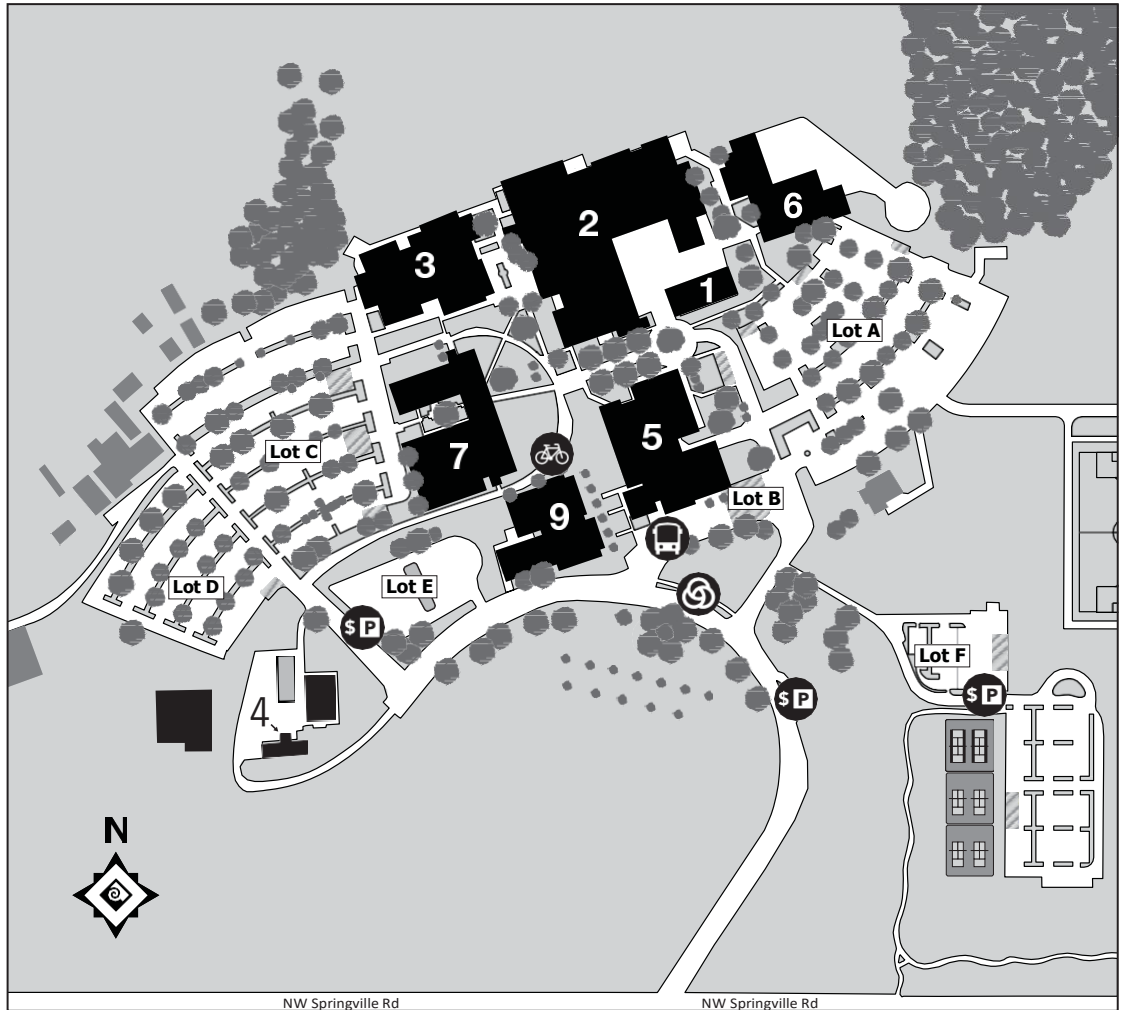 2
6
3
1
Lot A
5
Lot C
7
Lot B
9
Lot D
Lot E
$ P
Lot F
$ P
$ P
4
N
NW Springville Rd
NW Springville Rd